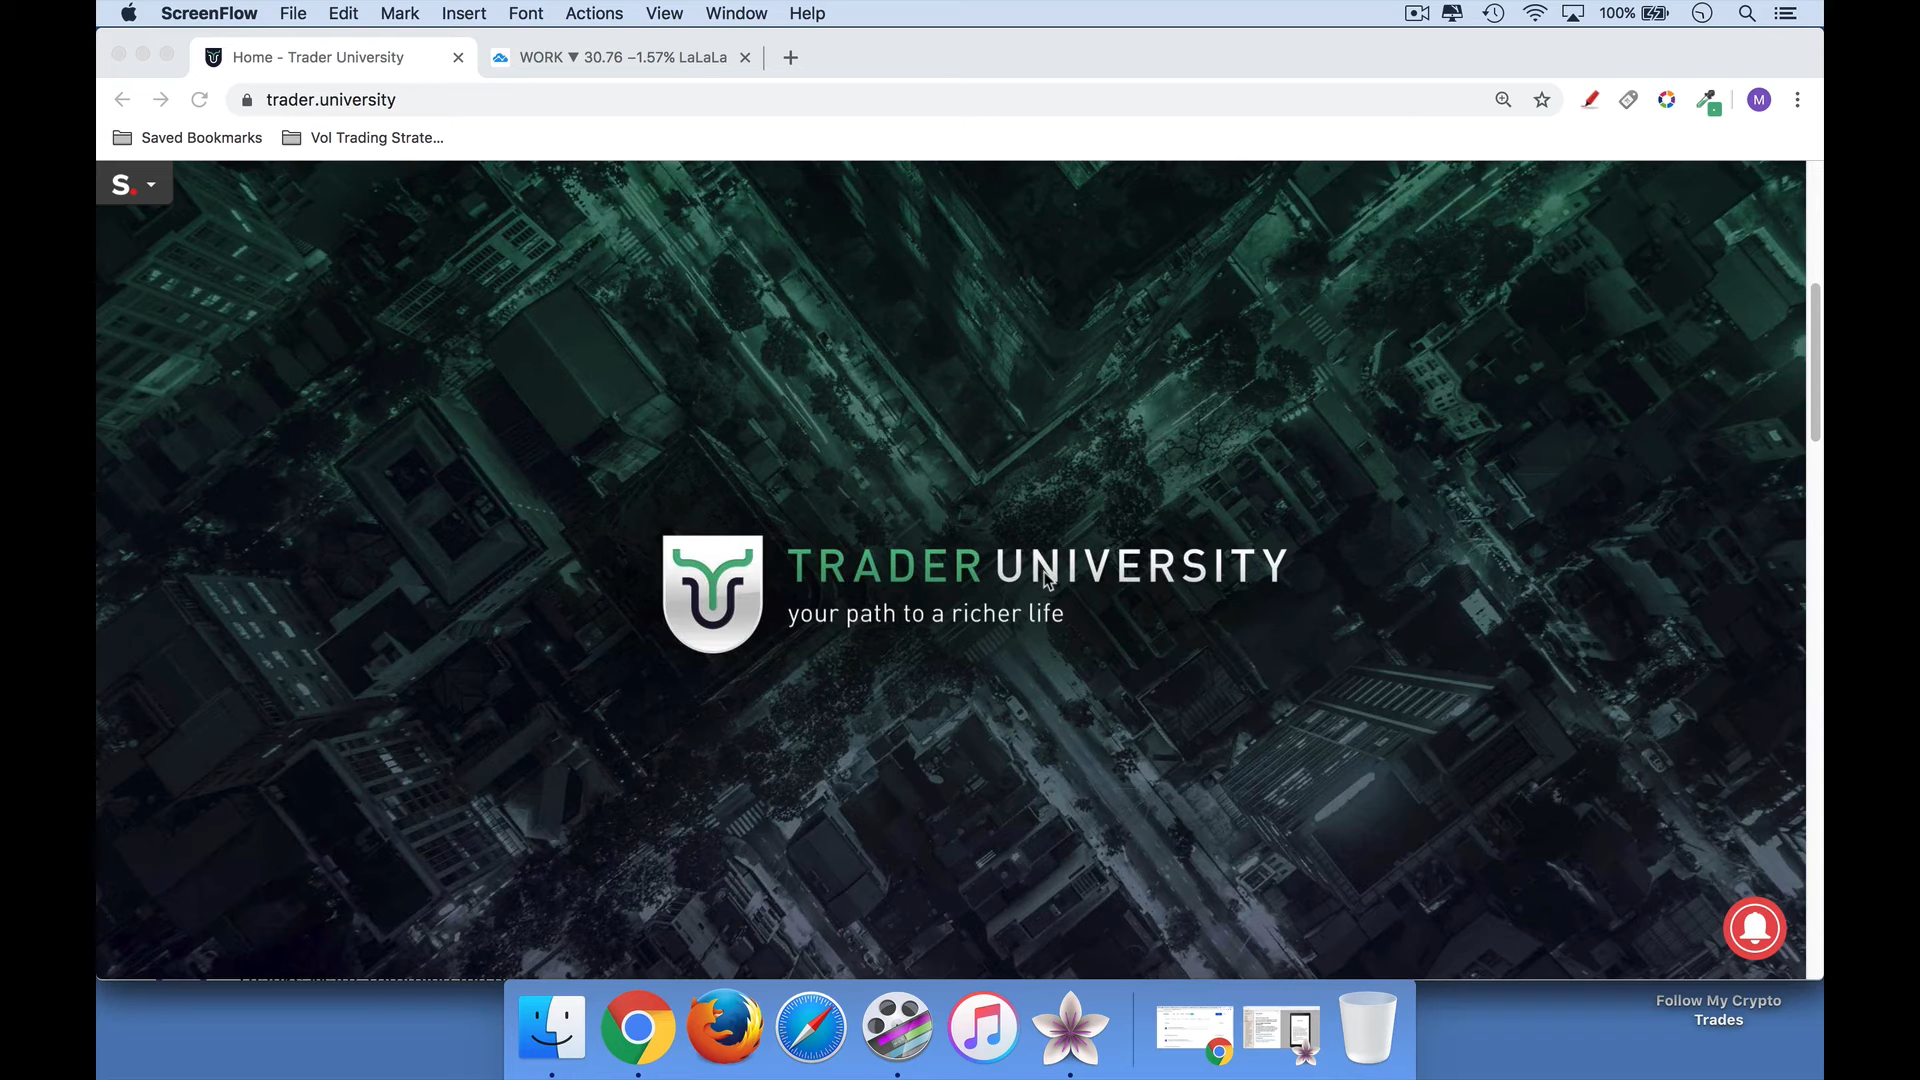 ScreenFlow File Edit Mark Insert Font Actions View Window Help 100%
Home - Trader University WORK ▼ 30.76 −1.57% LaLaLa
trader.university M
Saved Bookmarks Vol Trading Strate...
S.
TRADER UNIVERSITY
your path to a richer life
Follow My Crypto
Trades